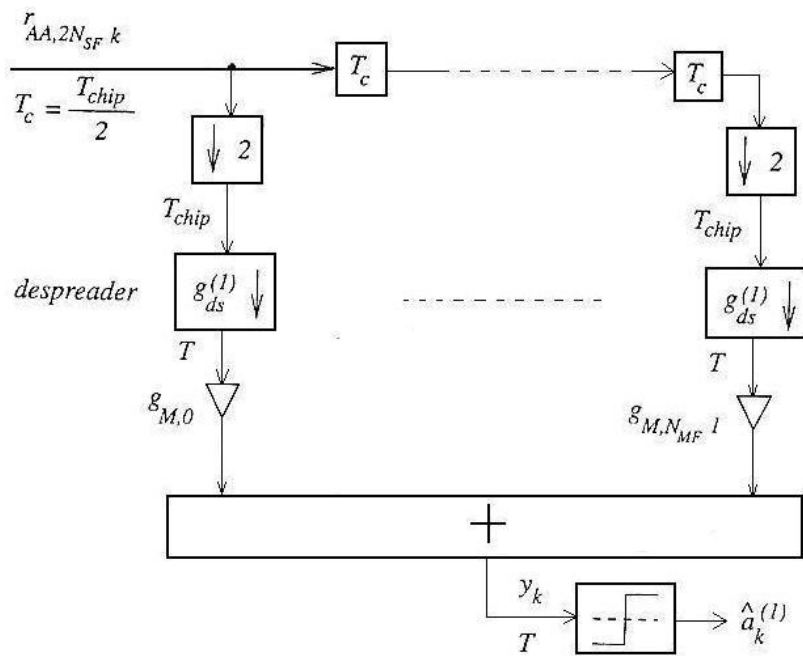 r_{AA,2N_{SF} k}
T_c = \frac{T_{chip}}{2}
T_c
T_c
↓ 2
↓ 2
T_{chip}
T_{chip}
despreader
g_{ds}^{(1)} ↓
g_{ds}^{(1)} ↓
T
T
g_{M,0}
g_{M,N_{MF} 1}
+
y_k
T
\hat{a}_k^{(1)}